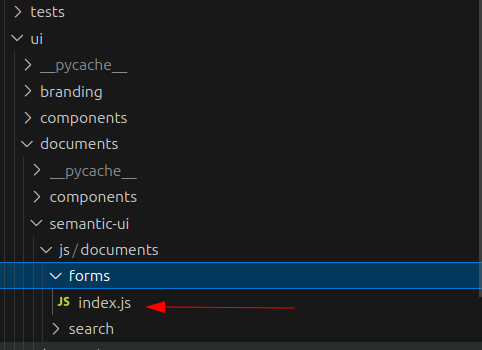 tests
ui
__pycache__
branding
components
documents
__pycache__
components
semantic-ui
js/documents
forms
JS index.js
search